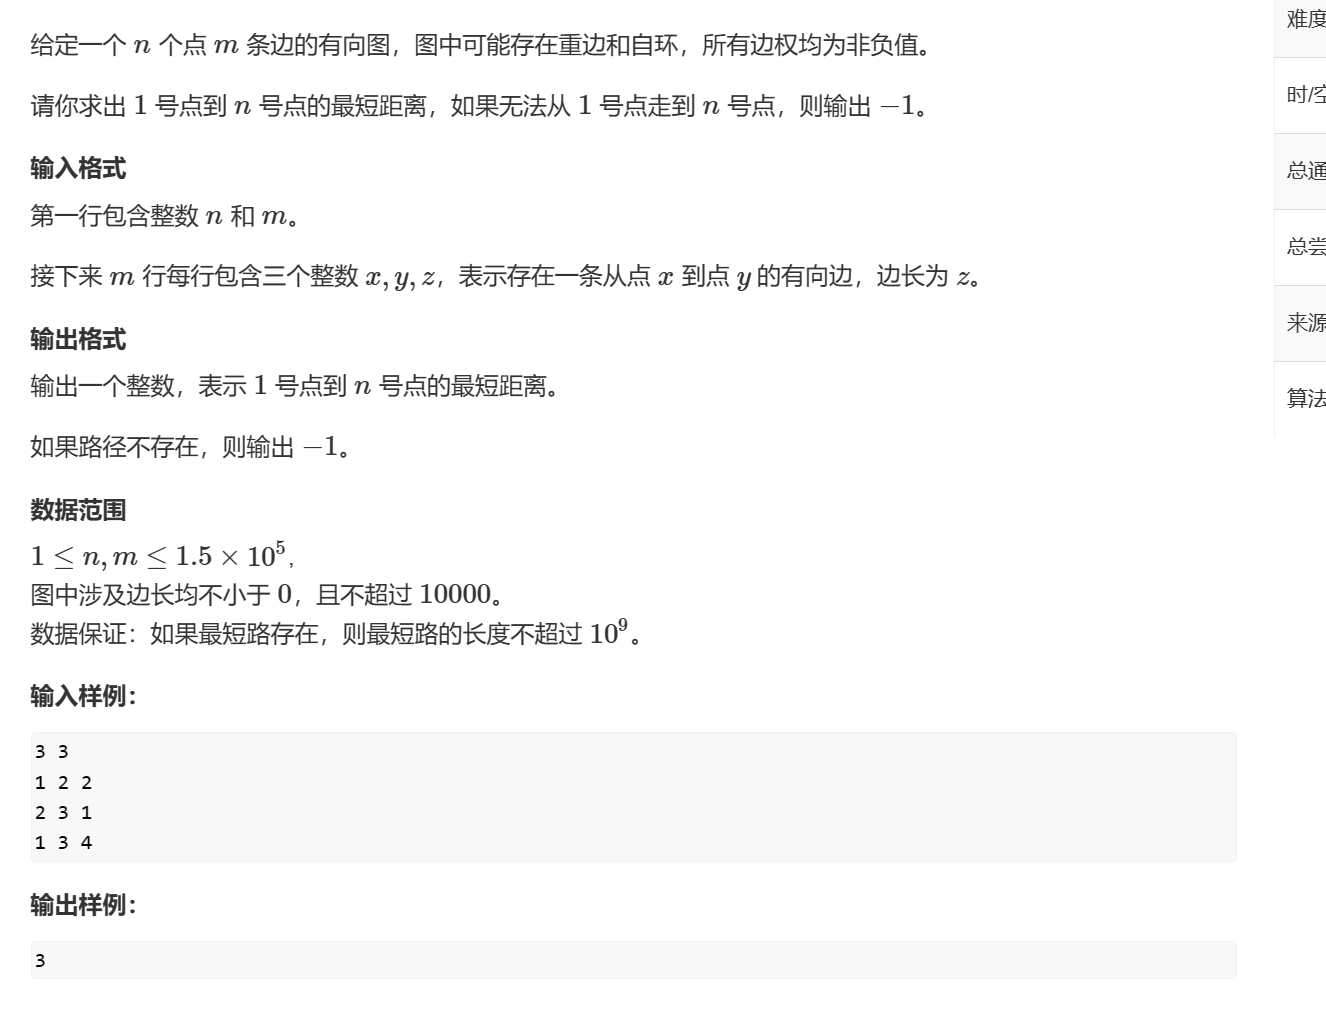 给定一个 n 个点 m 条边的有向图，图中可能存在重边和自环，所有边权均为非负值。
请你求出 1 号点到 n 号点的最短距离，如果无法从 1 号点走到 n 号点，则输出 −1。
输入格式
第一行包含整数 n 和 m。
接下来 m 行每行包含三个整数 x, y, z，表示存在一条从点 x 到点 y 的有向边，边长为 z。
输出格式
输出一个整数，表示 1 号点到 n 号点的最短距离。
如果路径不存在，则输出 −1。
数据范围
1 ≤ n, m ≤ 1.5 × 10⁵,
图中涉及边长均不小于 0，且不超过 10000。
数据保证：如果最短路存在，则最短路的长度不超过 10⁹。
输入样例：
3 3
1 2 2
2 3 1
1 3 4
输出样例：
3
难度
时/空
总通
总尝
来源
算法